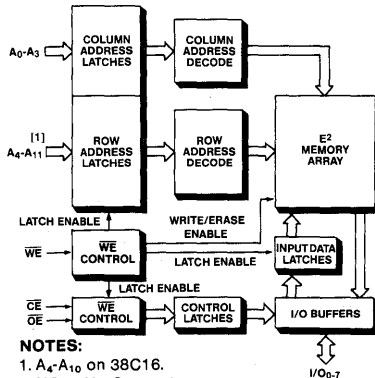 A0-A3
COLUMN
ADDRESS
LATCHES
COLUMN
ADDRESS
DECODE
[1]
A4-A11
ROW
ADDRESS
LATCHES
ROW
ADDRESS
DECODE
E²
MEMORY
ARRAY
LATCH ENABLE
WRITE/ERASE
ENABLE
WE
WE
CONTROL
LATCH ENABLE
INPUT DATA
LATCHES
LATCH ENABLE
CE
OE
WE
CONTROL
CONTROL
LATCHES
I/O BUFFERS
NOTES:
1. A4-A10 on 38C16.
I/O0-7